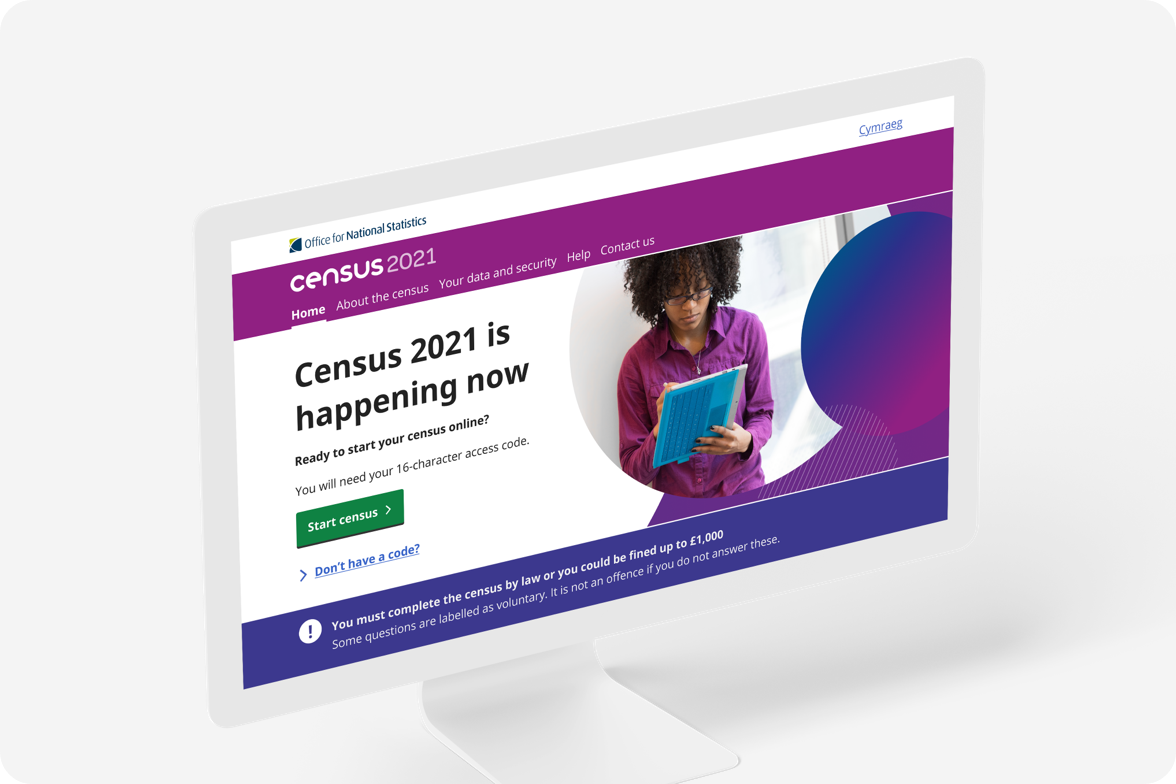 Cymraeg
Office for National Statistics
census 2021
Home About the census Your data and security Help Contact us
Census 2021 is
happening now
Ready to start your census online?
You will need your 16-character access code.
Start census
Don't have a code?
You must complete the census by law or you could be fined up to £1,000
Some questions are labelled as voluntary. It is not an offence if you do not answer these.